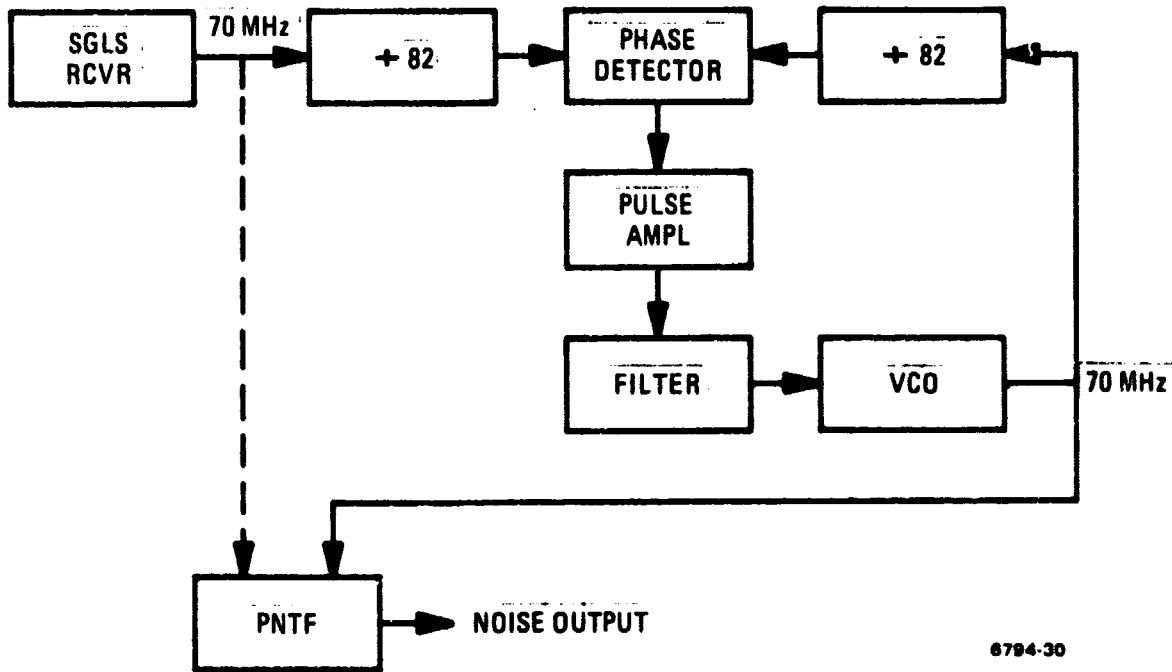 SGLS
RCVR
70 MHz
÷ 82
PHASE
DETECTOR
÷ 82
PULSE
AMPL
FILTER
VCO
70 MHz
PNTF
NOISE OUTPUT
6794-30